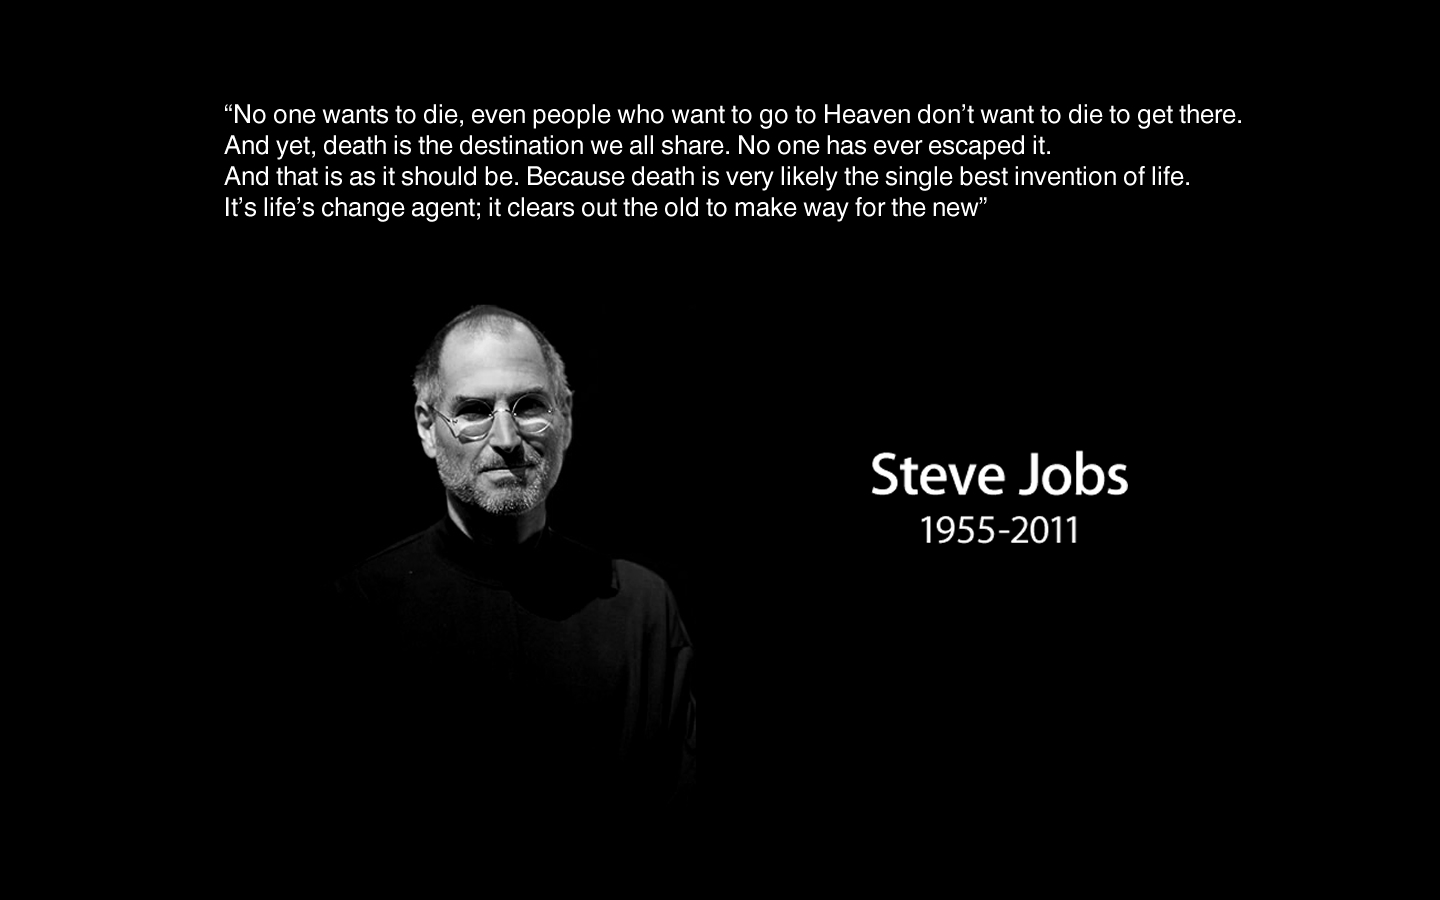 “No one wants to die, even people who want to go to Heaven don’t want to die to get there.
And yet, death is the destination we all share. No one has ever escaped it.
And that is as it should be. Because death is very likely the single best invention of life.
It’s life’s change agent; it clears out the old to make way for the new”
Steve Jobs
1955-2011